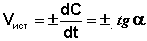 Vист = ± dC/dt = ± tg α